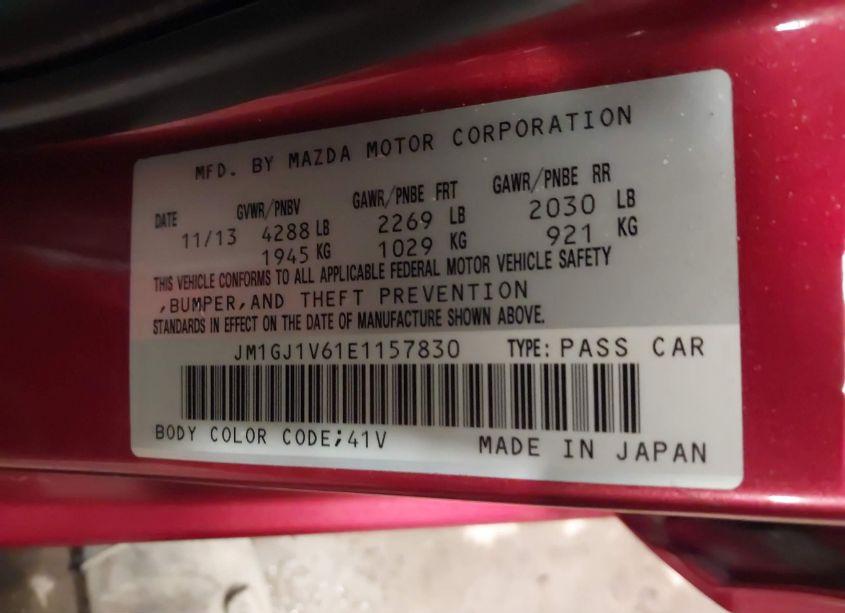 MFD. BY MAZDA MOTOR CORPORATION
DATE GVWR/PNBV GAWR/PNBE FRT GAWR/PNBE RR
11/13 4288 LB 2269 LB 2030 LB
1945 KG 1029 KG 921 KG
THIS VEHICLE CONFORMS TO ALL APPLICABLE FEDERAL MOTOR VEHICLE SAFETY
,BUMPER,AND THEFT PREVENTION
STANDARDS IN EFFECT ON THE DATE OF MANUFACTURE SHOWN ABOVE.
JM1GJ1V61E1157830 TYPE: PASS CAR
BODY COLOR CODE;41V MADE IN JAPAN